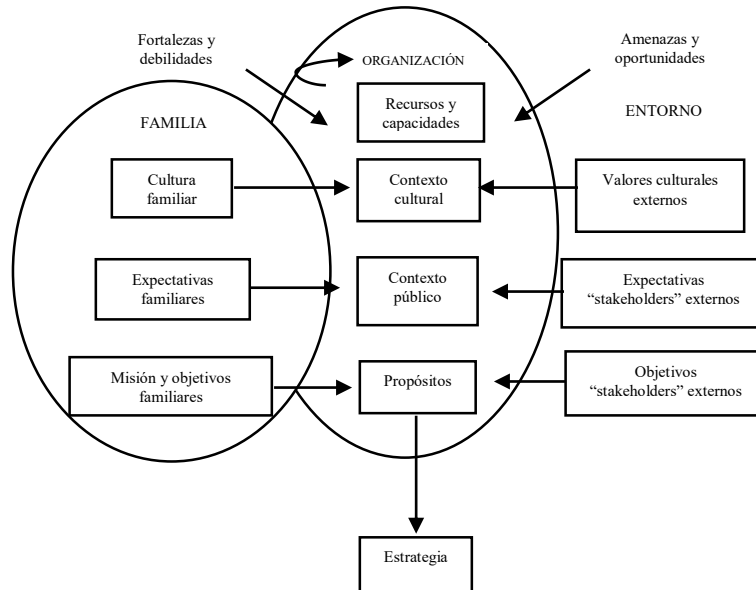 Fortalezas y
debilidades
ORGANIZACIÓN
Amenazas y
oportunidades
Recursos y
capacidades
FAMILIA
ENTORNO
Cultura
familiar
Contexto
cultural
Valores culturales
externos
Expectativas
familiares
Contexto
público
Expectativas
“stakeholders” externos
Misión y objetivos
familiares
Propósitos
Objetivos
“stakeholders” externos
Estrategia